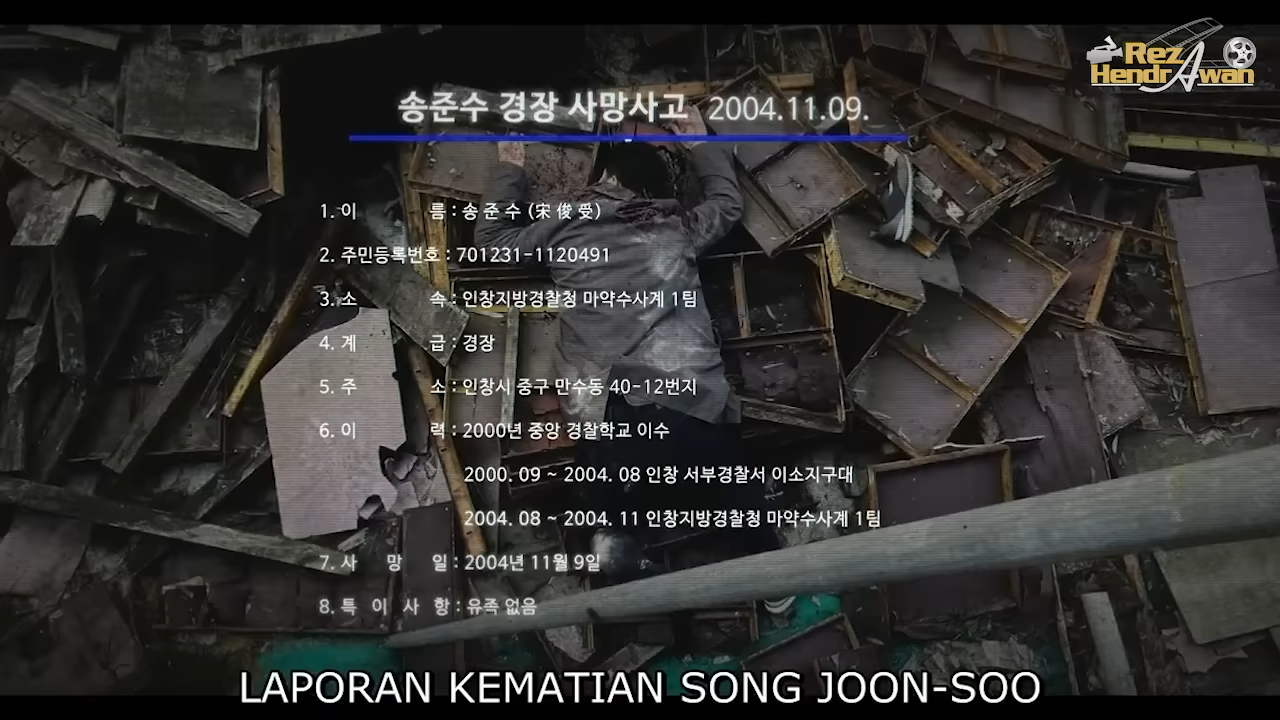 Rez
HendrAwan
송준수 경장 사망사고 2004.11.09.
1. 이 름 : 송 준 수 (宋 俊 受)
2. 주민등록번호 : 701231-1120491
3. 소 속 : 인창지방경찰청 마약수사계 1팀
4. 계 급 : 경장
5. 주 소 : 인창시 중구 만수동 40-12번지
6. 이 력 : 2000년 중앙 경찰학교 이수
2000. 09 ~ 2004. 08 인창 서부경찰서 이소지구대
2004. 08 ~ 2004. 11 인창지방경찰청 마약수사계 1팀
7. 사 망 일 : 2004년 11월 9일
8. 특 이 사 항 : 유족 없음
LAPORAN KEMATIAN SONG JOON-SOO